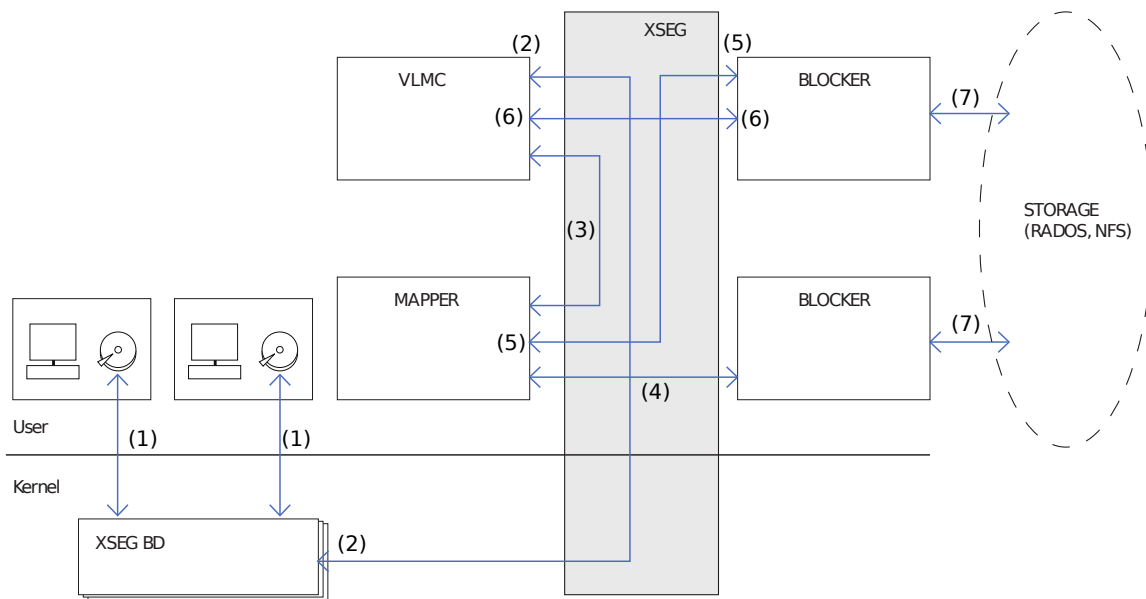 XSEG
(2)
(5)
VLMC
BLOCKER
(6)
(6)
(7)
(3)
STORAGE
(RADOS, NFS)
MAPPER
BLOCKER
(5)
(7)
(4)
User
(1)
(1)
Kernel
XSEG BD
(2)